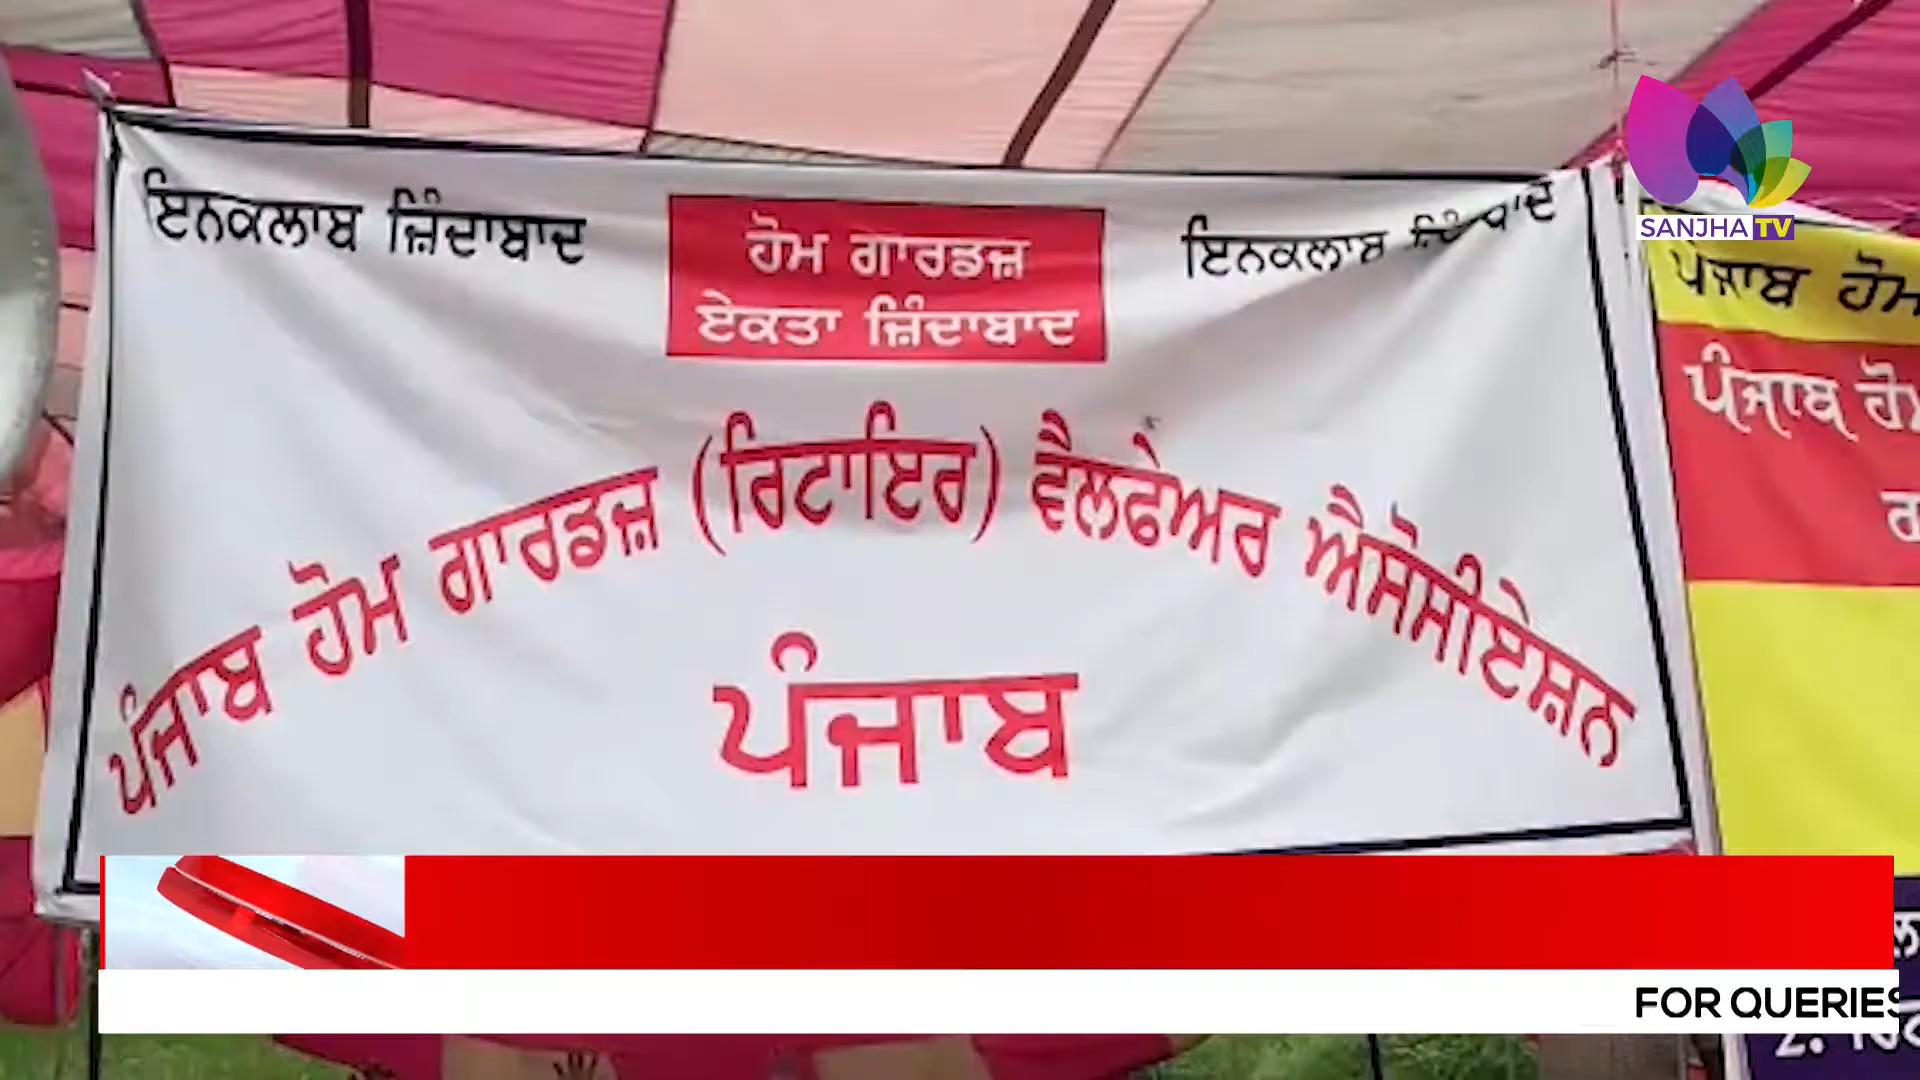 ਇਨਕਲਾਬ ਜ਼ਿੰਦਾਬਾਦ
ਹੋਮ ਗਾਰਡਜ਼
ਏਕਤਾ ਜ਼ਿੰਦਾਬਾਦ
ਇਨਕਲਾਬ ਜ਼ਿੰਦਾਬਾਦ
ਪੰਜਾਬ ਹੋਮ ਗਾਰਡਜ਼ (ਰਿਟਾਇਰ) ਵੈਲਫੇਅਰ ਐਸੋਸੀਏਸ਼ਨ
ਪੰਜਾਬ
SANJHA TV
ਪੰਜਾਬ ਹੋਮ
ਪੰਜਾਬ
FOR QUERIES